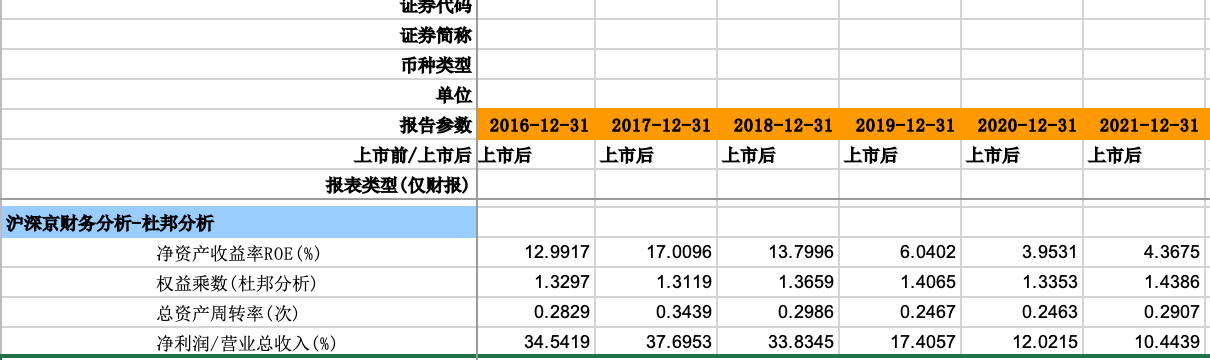 证券代码
证券简称
币种类型
单位
报告参数 2016-12-31 2017-12-31 2018-12-31 2019-12-31 2020-12-31 2021-12-31
上市前/上市后 上市后 上市后 上市后 上市后 上市后 上市后
报表类型(仅财报)
沪深京财务分析-杜邦分析
净资产收益率ROE(%) 12.9917 17.0096 13.7996 6.0402 3.9531 4.3675
权益乘数(杜邦分析) 1.3297 1.3119 1.3659 1.4065 1.3353 1.4386
总资产周转率(次) 0.2829 0.3439 0.2986 0.2467 0.2463 0.2907
净利润/营业总收入(%) 34.5419 37.6953 33.8345 17.4057 12.0215 10.4439